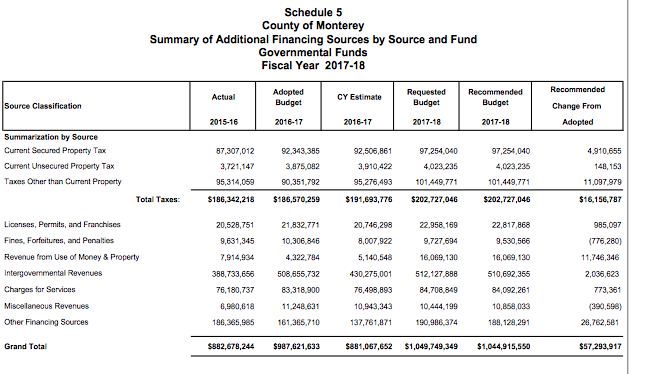 Schedule 5
County of Monterey
Summary of Additional Financing Sources by Source and Fund
Governmental Funds
Fiscal Year 2017-18
Source Classification Actual 2015-16 Adopted Budget 2016-17 CY Estimate 2016-17 Requested Budget 2017-18 Recommended Budget 2017-18 Recommended Change From Adopted
Summarization by Source
Current Secured Property Tax 87,307,012 92,343,385 92,506,861 97,254,040 97,254,040 4,910,655
Current Unsecured Property Tax 3,721,147 3,875,082 3,910,422 4,023,235 4,023,235 148,153
Taxes Other than Current Property 95,314,059 90,351,792 95,276,493 101,449,771 101,449,771 11,097,979
Total Taxes: $186,342,218 $186,570,259 $191,693,776 $202,727,046 $202,727,046 $16,156,787
Licenses, Permits, and Franchises 20,528,751 21,832,771 20,746,298 22,958,169 22,817,868 985,097
Fines, Forfeitures, and Penalties 9,631,345 10,306,846 8,007,922 9,727,694 9,530,566 (776,280)
Revenue from Use of Money & Property 7,914,934 4,322,784 5,140,548 16,069,130 16,069,130 11,746,346
Intergovernmental Revenues 388,733,656 508,655,732 430,275,001 512,127,888 510,692,355 2,036,623
Charges for Services 76,180,737 83,318,900 76,498,893 84,708,849 84,092,261 773,361
Miscellaneous Revenues 6,980,618 11,248,631 10,943,343 10,444,199 10,858,033 (390,598)
Other Financing Sources 186,365,985 161,365,710 137,761,871 190,986,374 188,128,291 26,762,581
Grand Total $882,678,244 $987,621,633 $881,067,652 $1,049,749,349 $1,044,915,550 $57,293,917